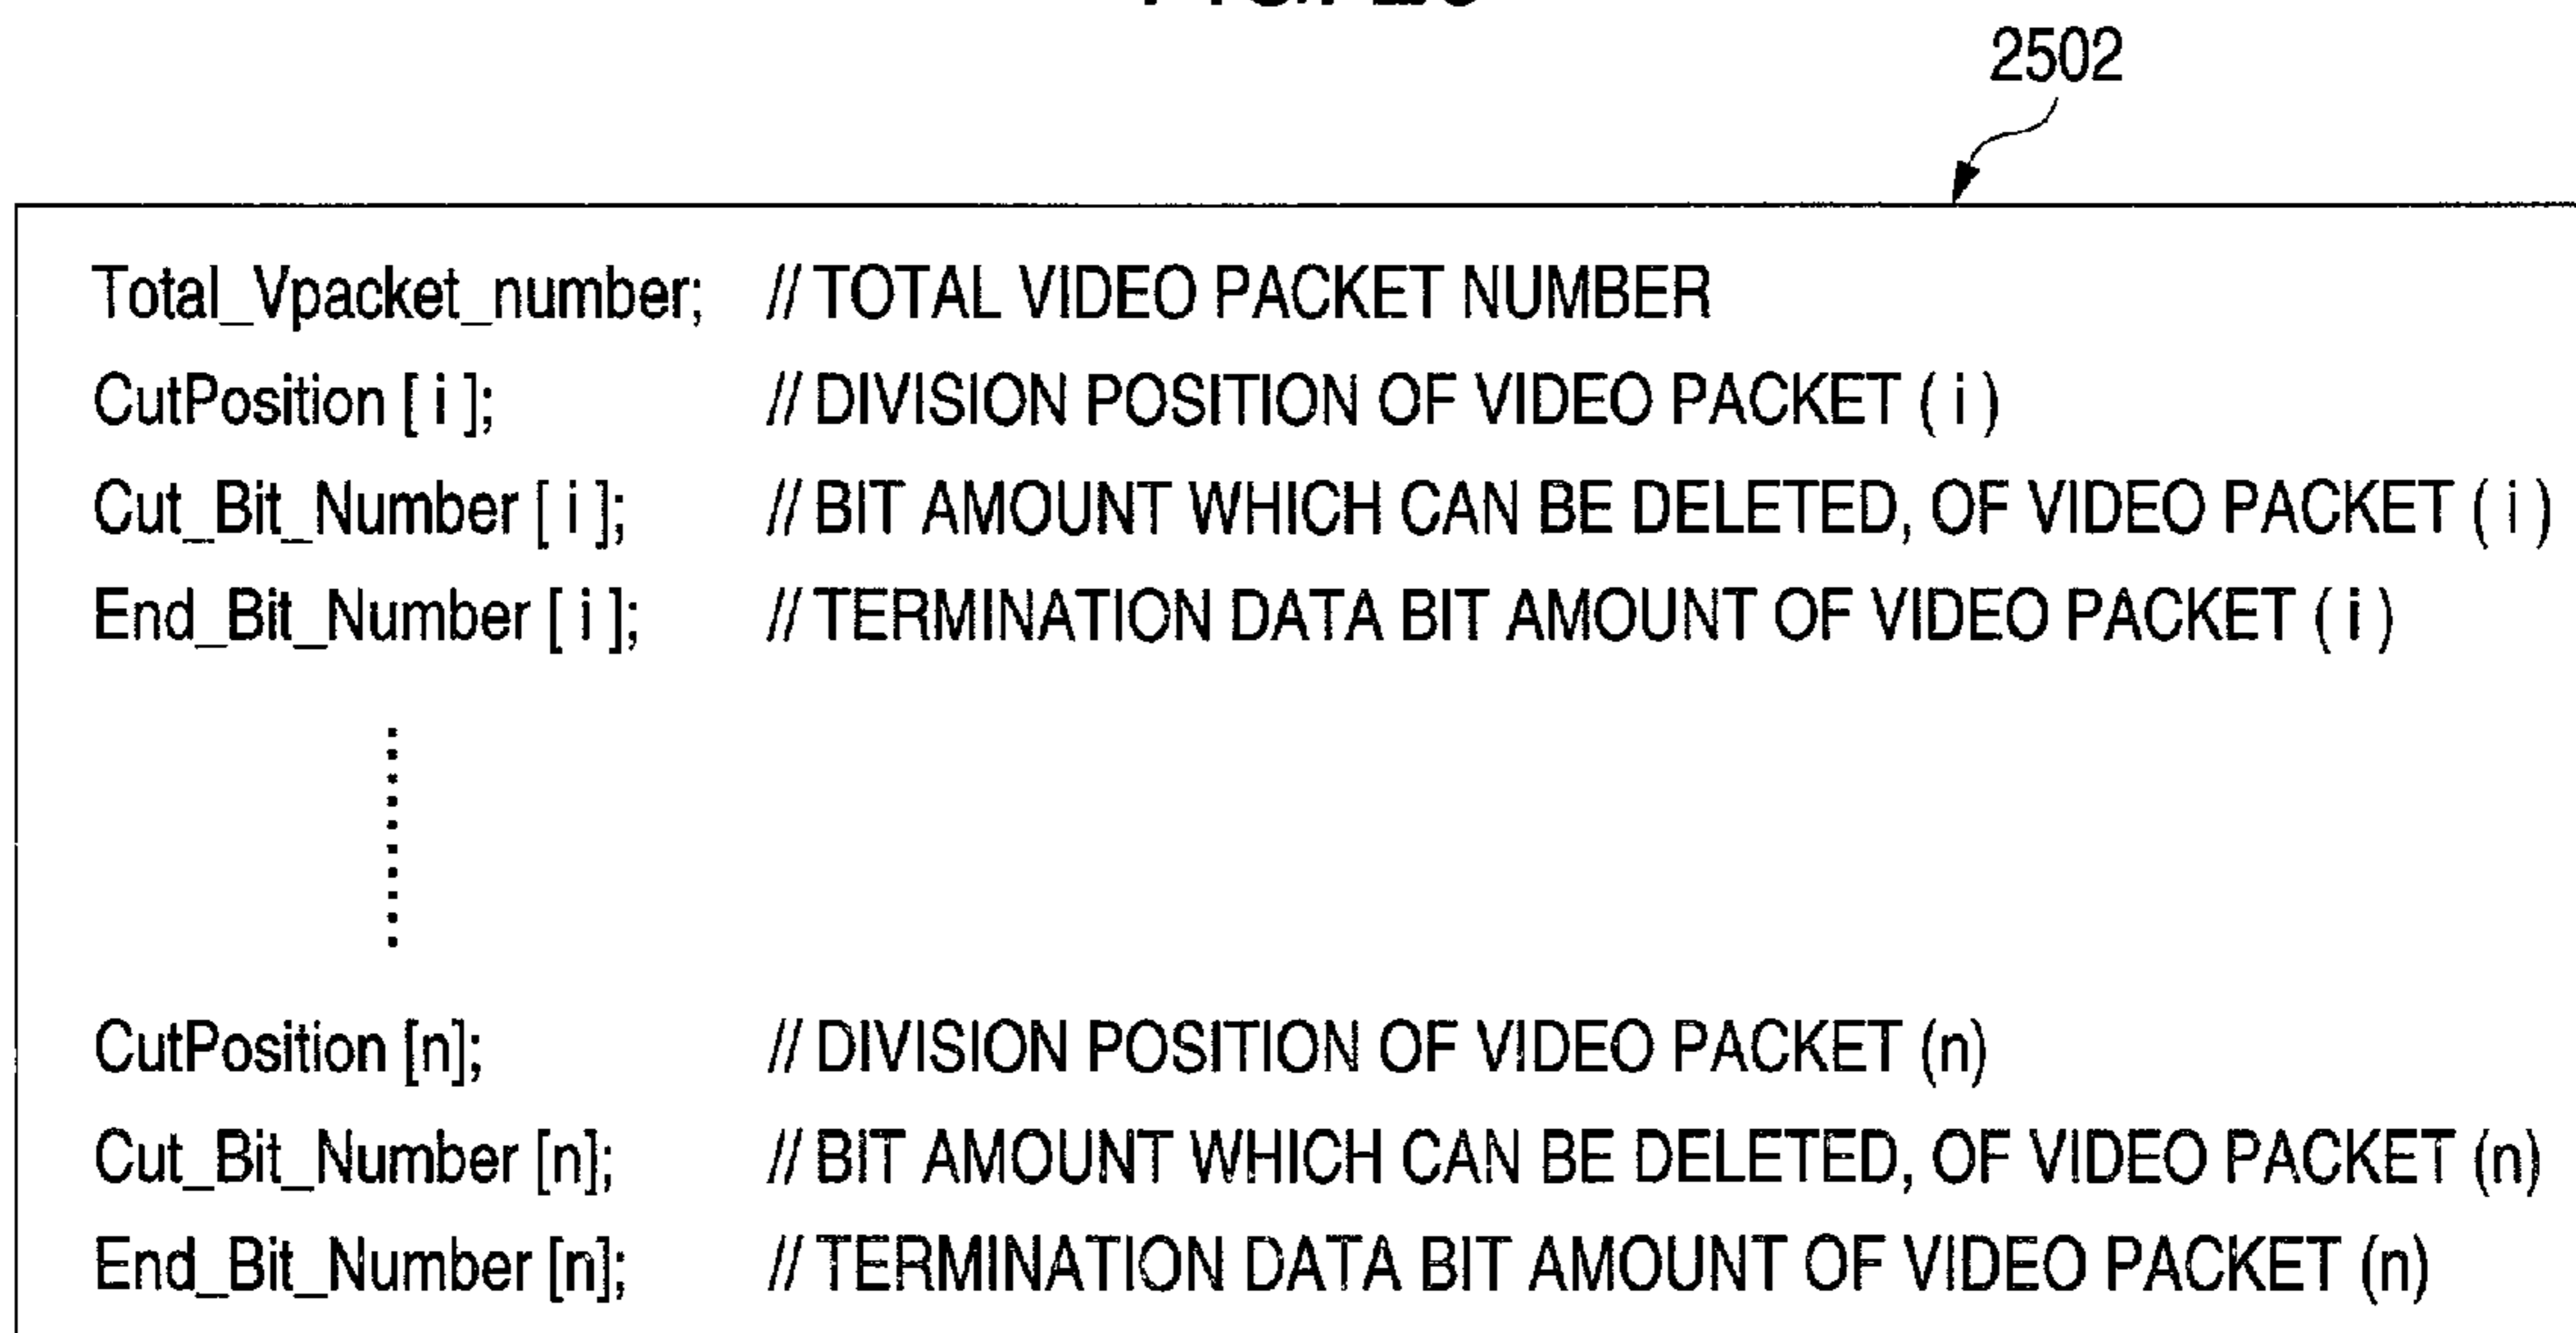 2502
Total_Vpacket_number; // TOTAL VIDEO PACKET NUMBER
CutPosition [ i ]; // DIVISION POSITION OF VIDEO PACKET ( i )
Cut_Bit_Number [ i ]; // BIT AMOUNT WHICH CAN BE DELETED, OF VIDEO PACKET ( i )
End_Bit_Number [ i ]; // TERMINATION DATA BIT AMOUNT OF VIDEO PACKET ( i )
CutPosition [n]; // DIVISION POSITION OF VIDEO PACKET (n)
Cut_Bit_Number [n]; // BIT AMOUNT WHICH CAN BE DELETED, OF VIDEO PACKET (n)
End_Bit_Number [n]; // TERMINATION DATA BIT AMOUNT OF VIDEO PACKET (n)